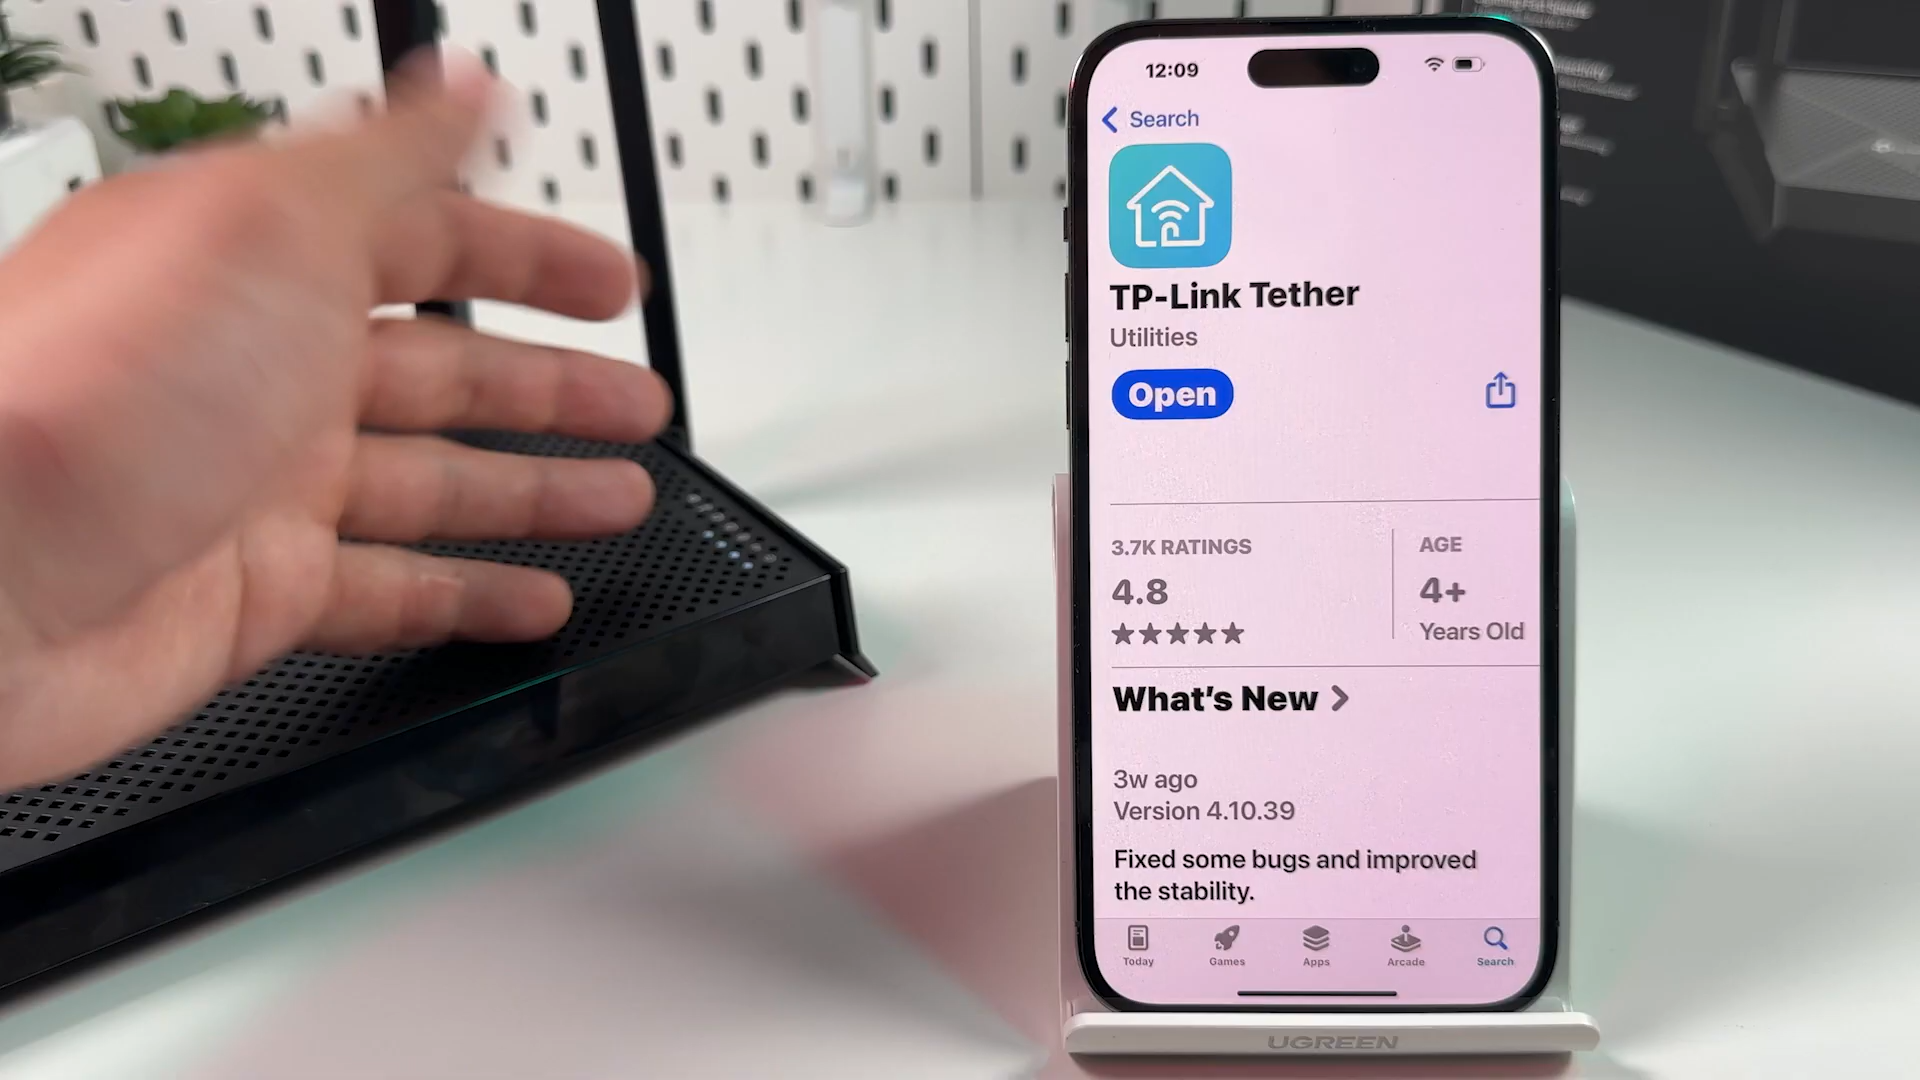 12:09
Search
TP-Link Tether
Utilities
Open
3.7K RATINGS
4.8
AGE
4+
Years Old
What's New
3w ago
Version 4.10.39
Fixed some bugs and improved
the stability.
Today
Games
Apps
Arcade
Search
UGREEN